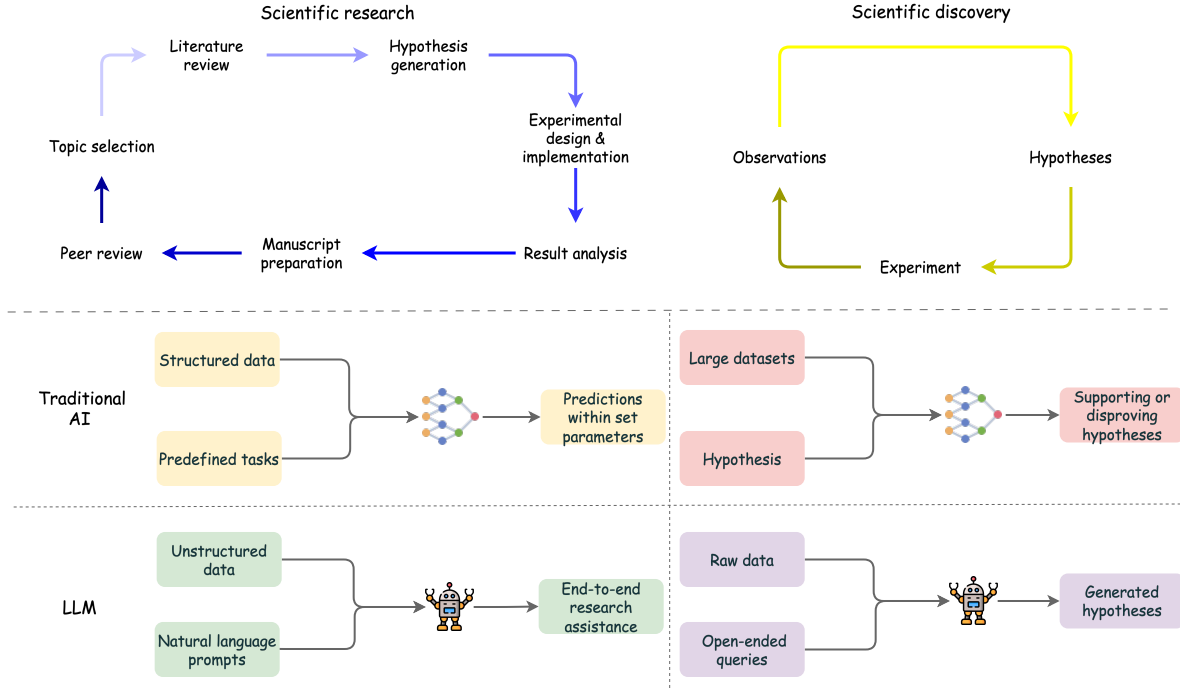 Scientific research
Scientific discovery
Literature
review
Hypothesis
generation
Experimental
design &
implementation
Topic selection
Peer review
Manuscript
preparation
Result analysis
Observations
Hypotheses
Experiment
Traditional
AI
Structured data
Predefined tasks
Predictions
within set
parameters
Large datasets
Hypothesis
Supporting or
disproving
hypotheses
LLM
Unstructured
data
Natural language
prompts
End-to-end
research
assistance
Raw data
Open-ended
queries
Generated
hypotheses